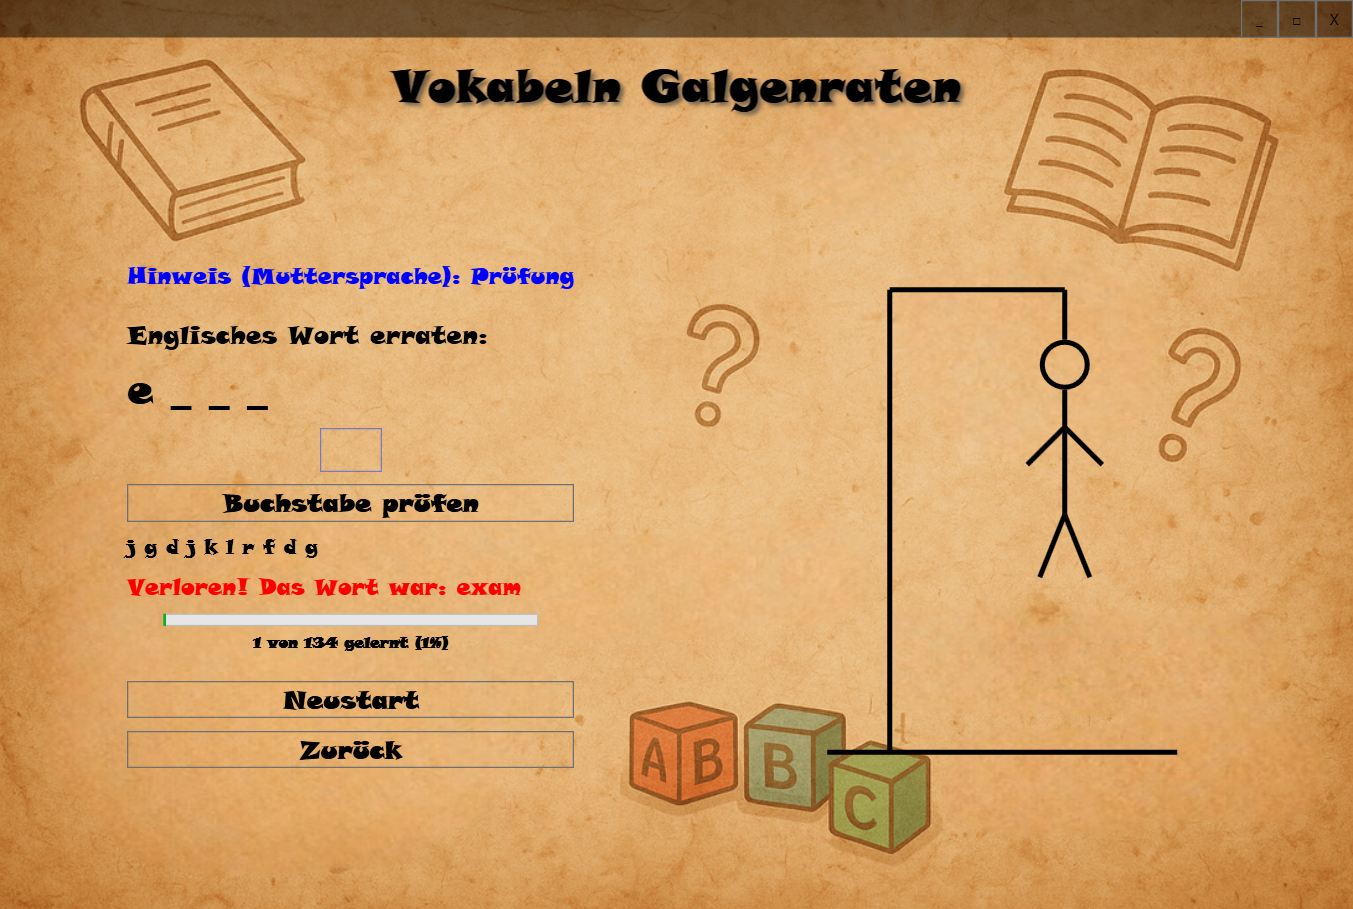 _ □ X
Vokabeln Galgenraten
Hinweis (Muttersprache): Prüfung
Englisches Wort erraten:
e _ _ _
Buchstabe prüfen
j g d j k l r f d g
Verloren! Das Wort war: exam
1 von 134 gelernt (1%)
Neustart
Zurück
A B B C